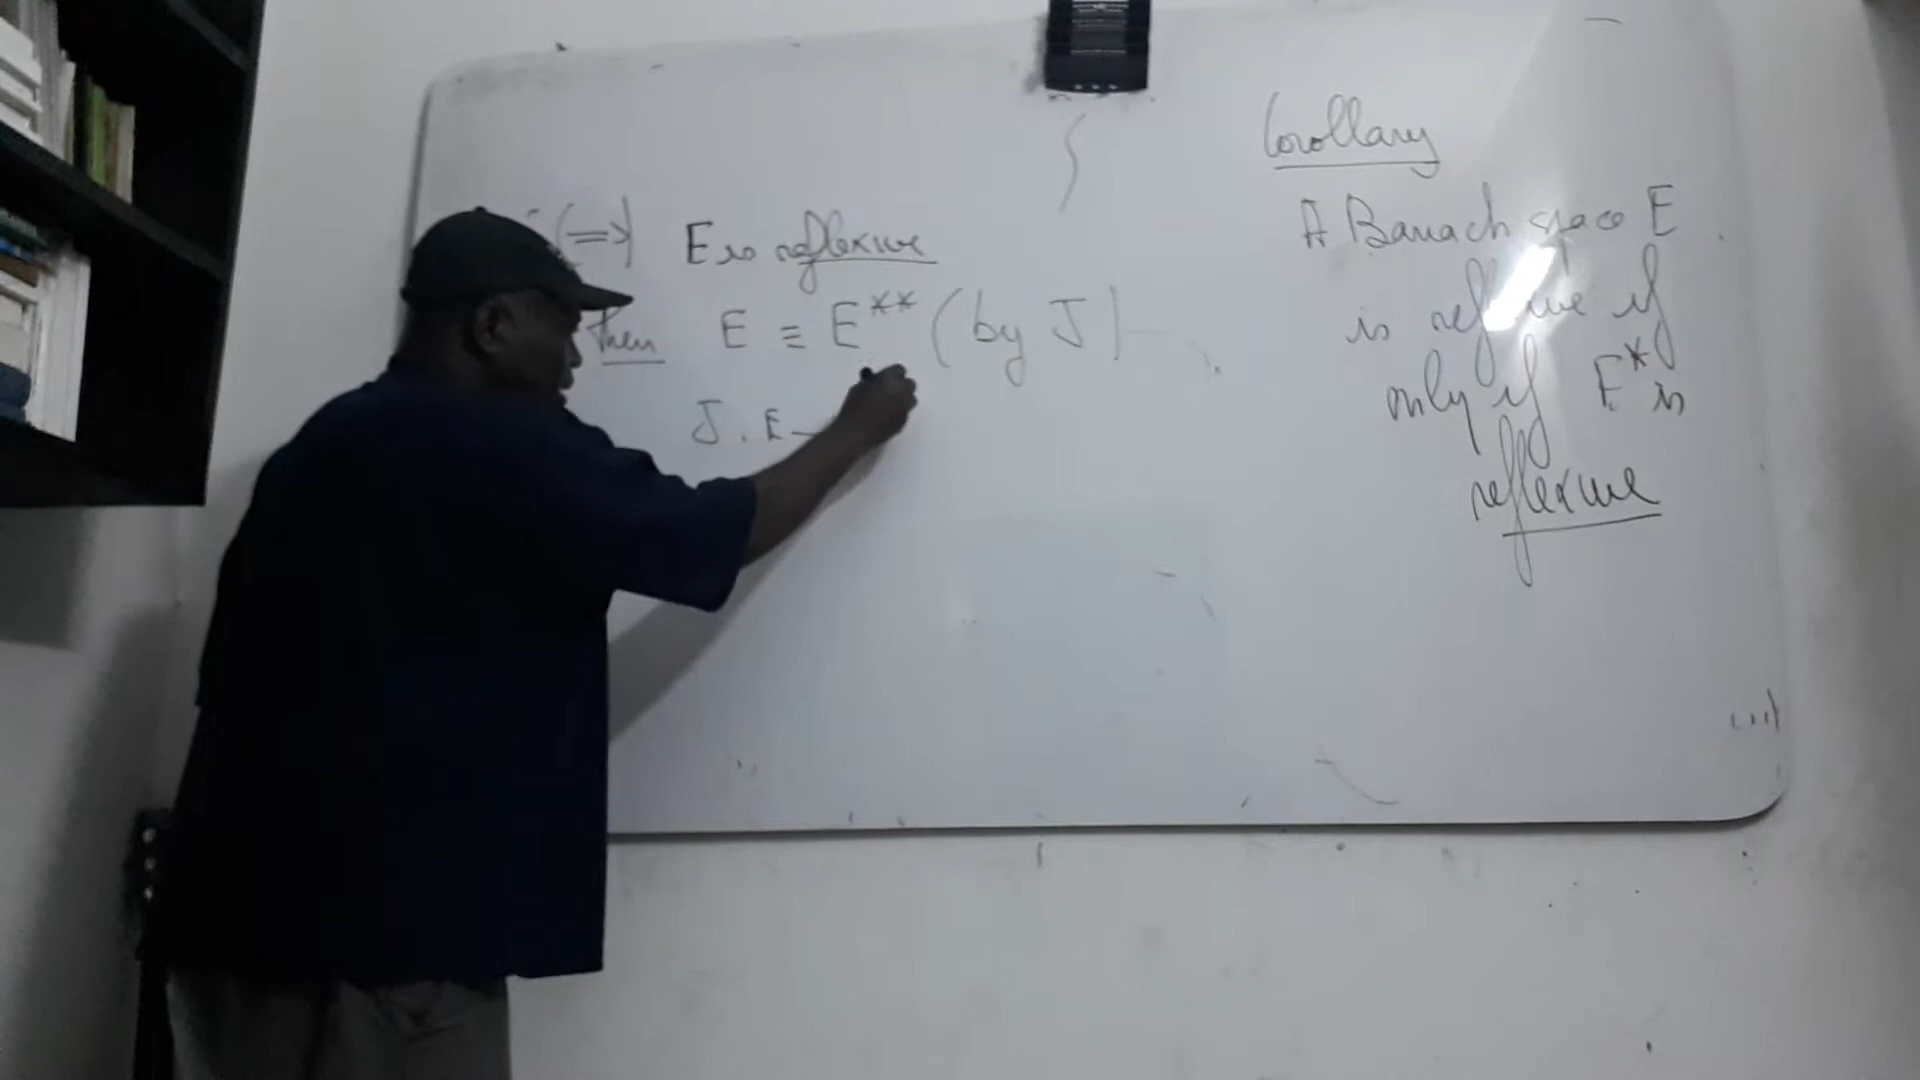 (⇒) E is reflexive
Then E ≡ E** (by J)
J. E
Corollary
A Banach space E
is reflexive if
only if E* is
reflexive